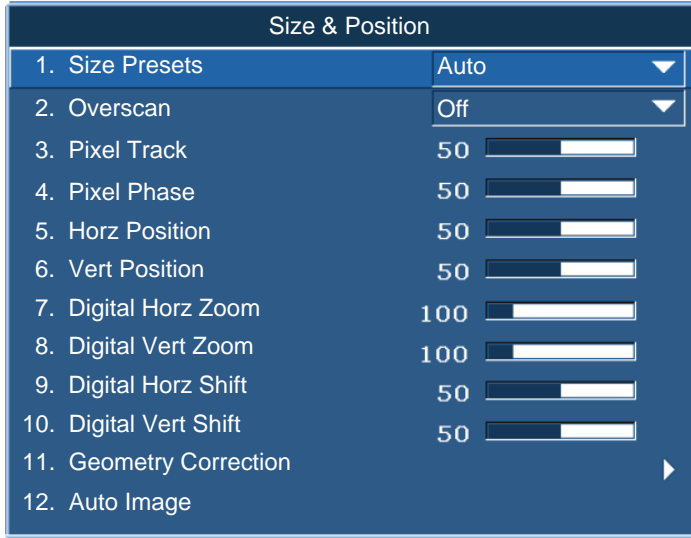 Size & Position
1. Size Presets Auto
2. Overscan Off
3. Pixel Track 50
4. Pixel Phase 50
5. Horz Position 50
6. Vert Position 50
7. Digital Horz Zoom 100
8. Digital Vert Zoom 100
9. Digital Horz Shift 50
10. Digital Vert Shift 50
11. Geometry Correction
12. Auto Image